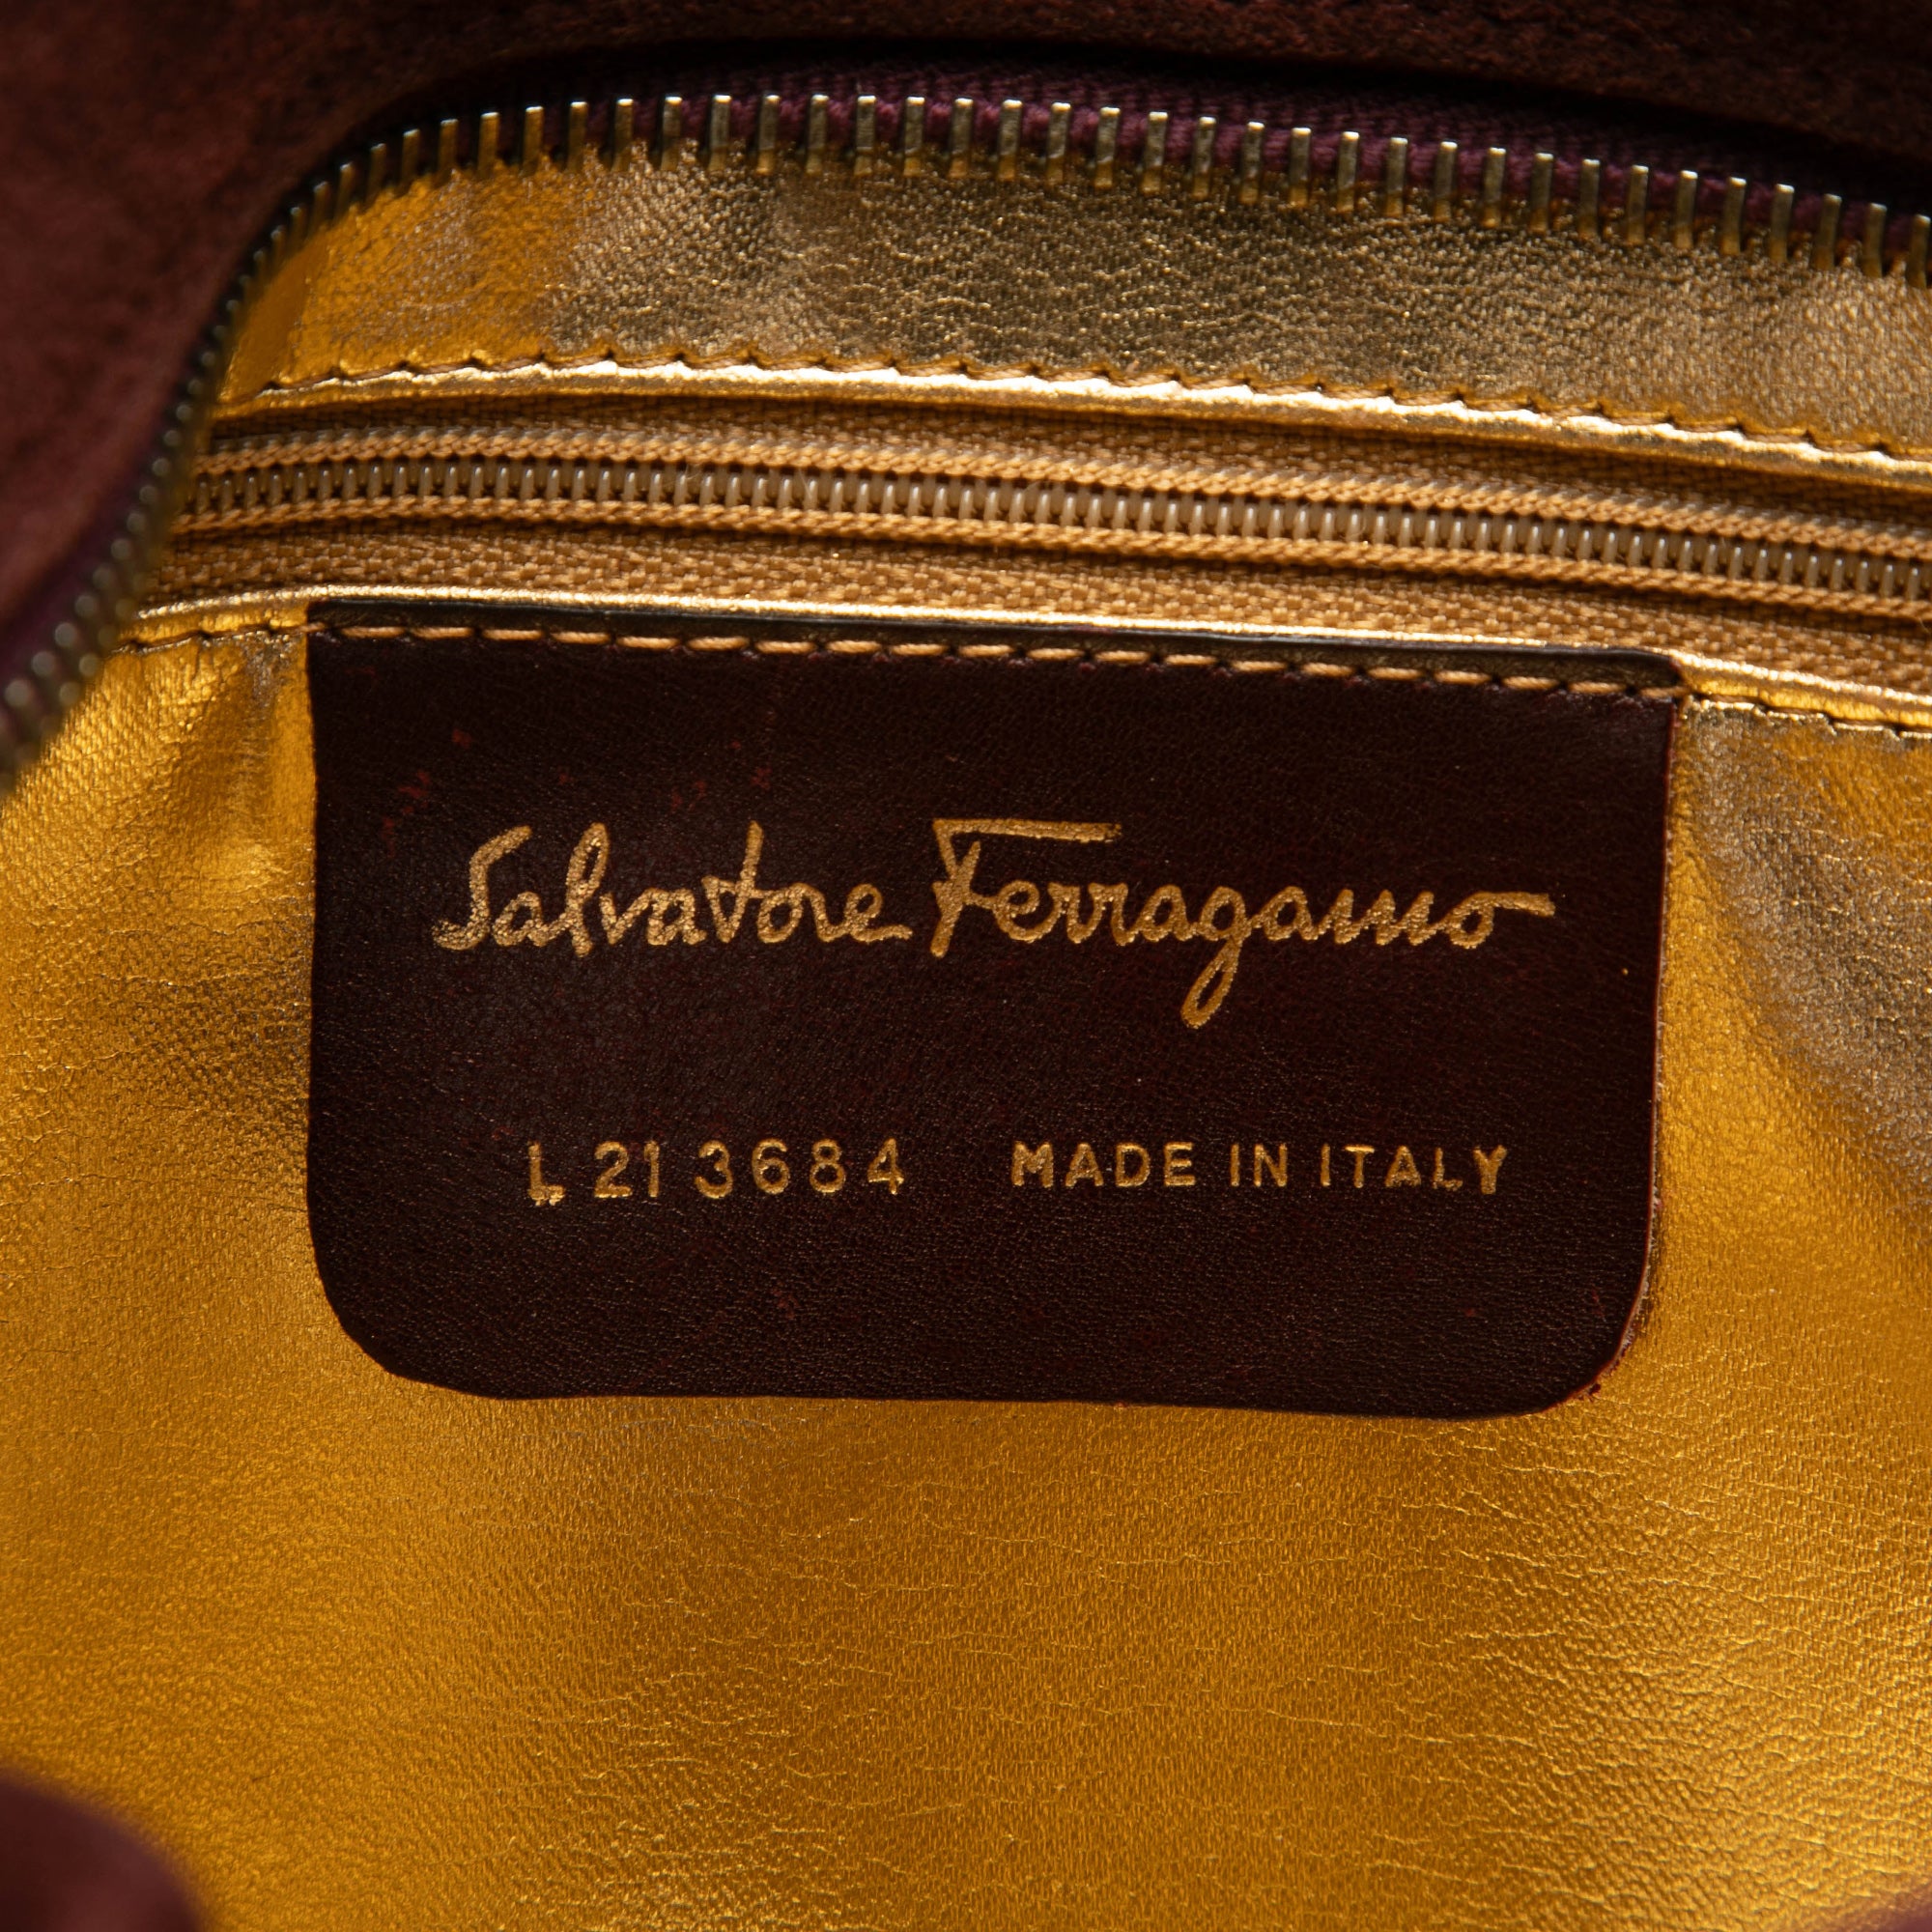 Salvatore Ferragamo
L 21 3684 MADE IN ITALY